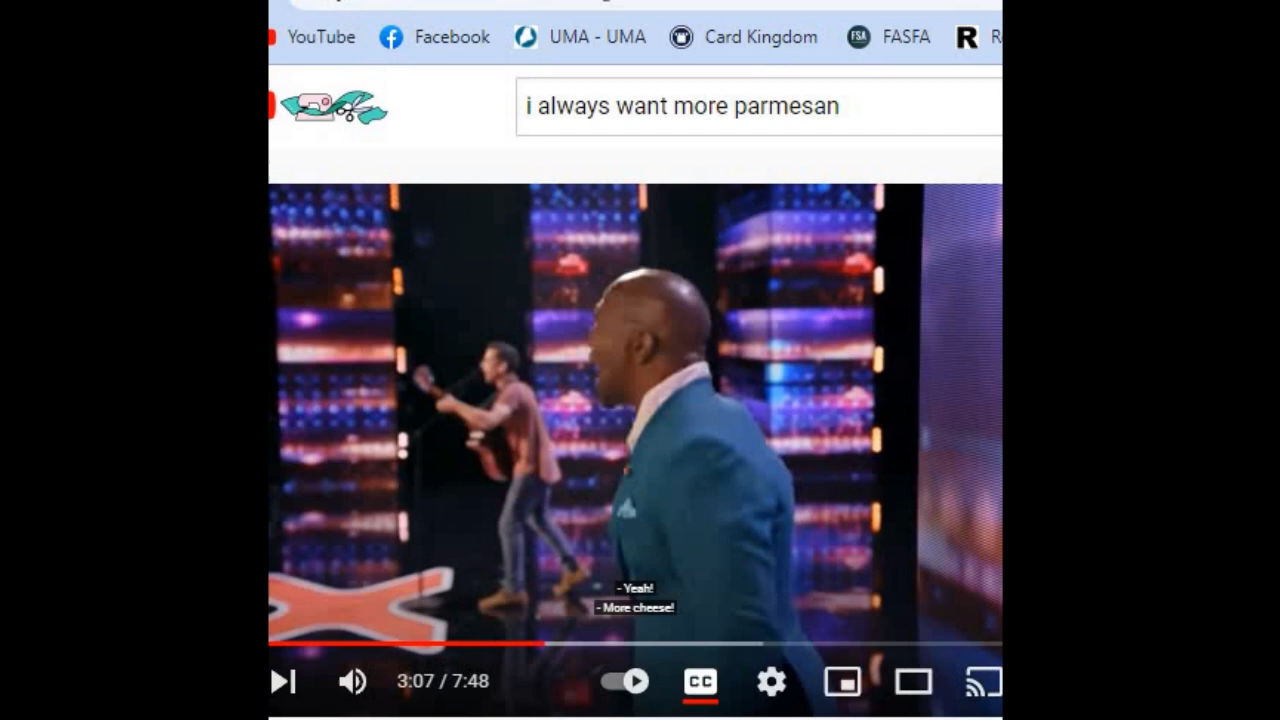 YouTube Facebook UMA - UMA Card Kingdom FSA FASFA R R
i always want more parmesan
- Yeah!
- More cheese!
3:07 / 7:48 CC